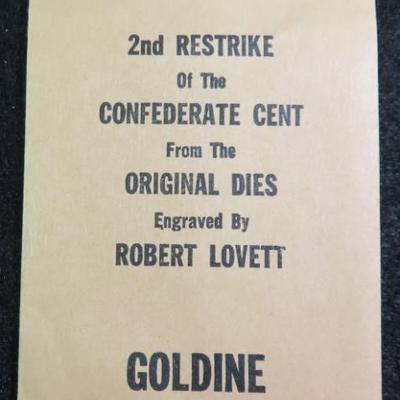 2nd RESTRIKE
Of The
CONFEDERATE CENT
From The
ORIGINAL DIES
Engraved By
ROBERT LOVETT
GOLDINE